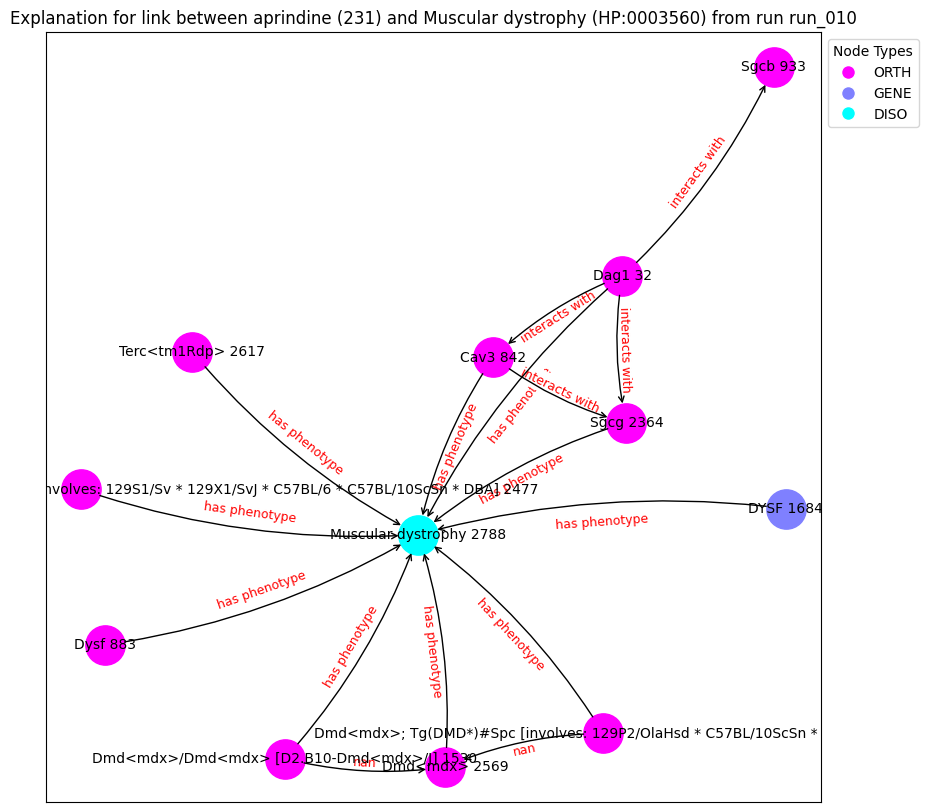 Explanation for link between aprindine (231) and Muscular dystrophy (HP:0003560) from run run_010
Node Types
ORTH
GENE
DISO
Sgcb 933
interacts with
Dag1 32
interacts with
interacts with
Terc<tm1Rdp> 2617
Cav3 842
interacts with
has phenotype
has phenotype
has phenotype
Sgcg 2364
has phenotype
nvolves: 129S1/Sv * 129X1/SvJ * C57BL/6 * C57BL/10ScSn * DBA] 2477
has phenotype
has phenotype
DYSF 1684
has phenotype
Muscular dystrophy 2788
has phenotype
Dysf 883
has phenotype
has phenotype
has phenotype
Dmd<mdx>; Tg(DMD*)#Spc [involves: 129P2/OlaHsd * C57BL/10ScSn *
nan
Dmd<mdx>/Dmd<mdx> [D2.B10-Dmd<mdx>/J] 1530
nan
Dmd<mdx> 2569